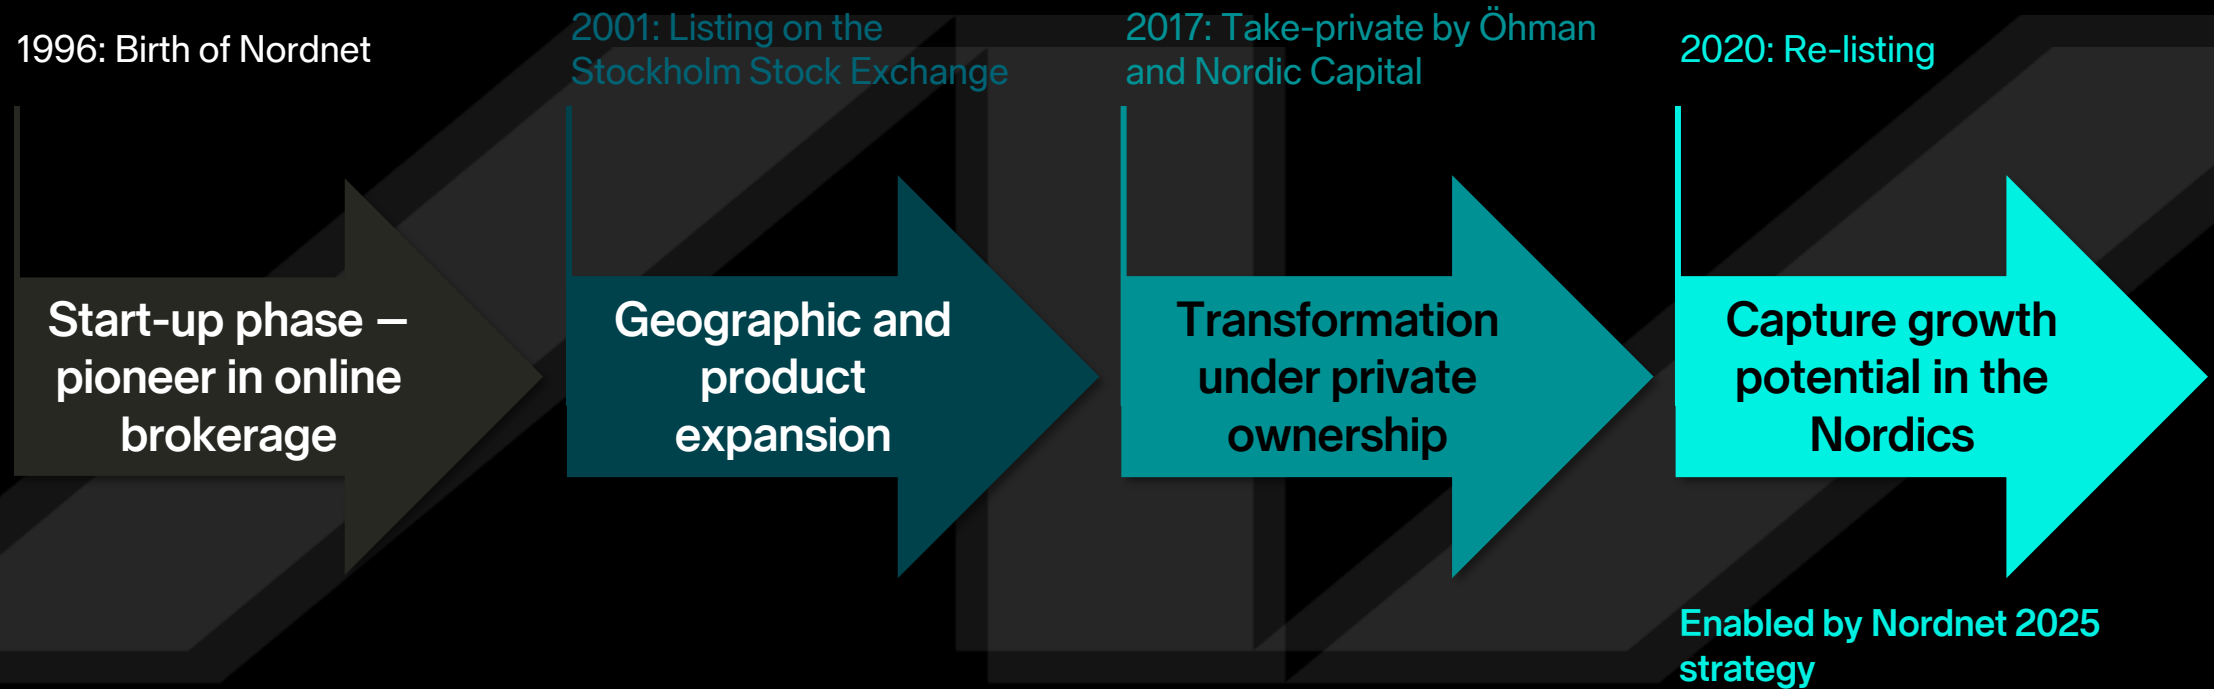 1996: Birth of Nordnet
Start-up phase –
pioneer in online
brokerage
2001: Listing on the
Stockholm Stock Exchange
Geographic and
product
expansion
2017: Take-private by Öhman
and Nordic Capital
Transformation
under private
ownership
2020: Re-listing
Capture growth
potential in the
Nordics
Enabled by Nordnet 2025
strategy